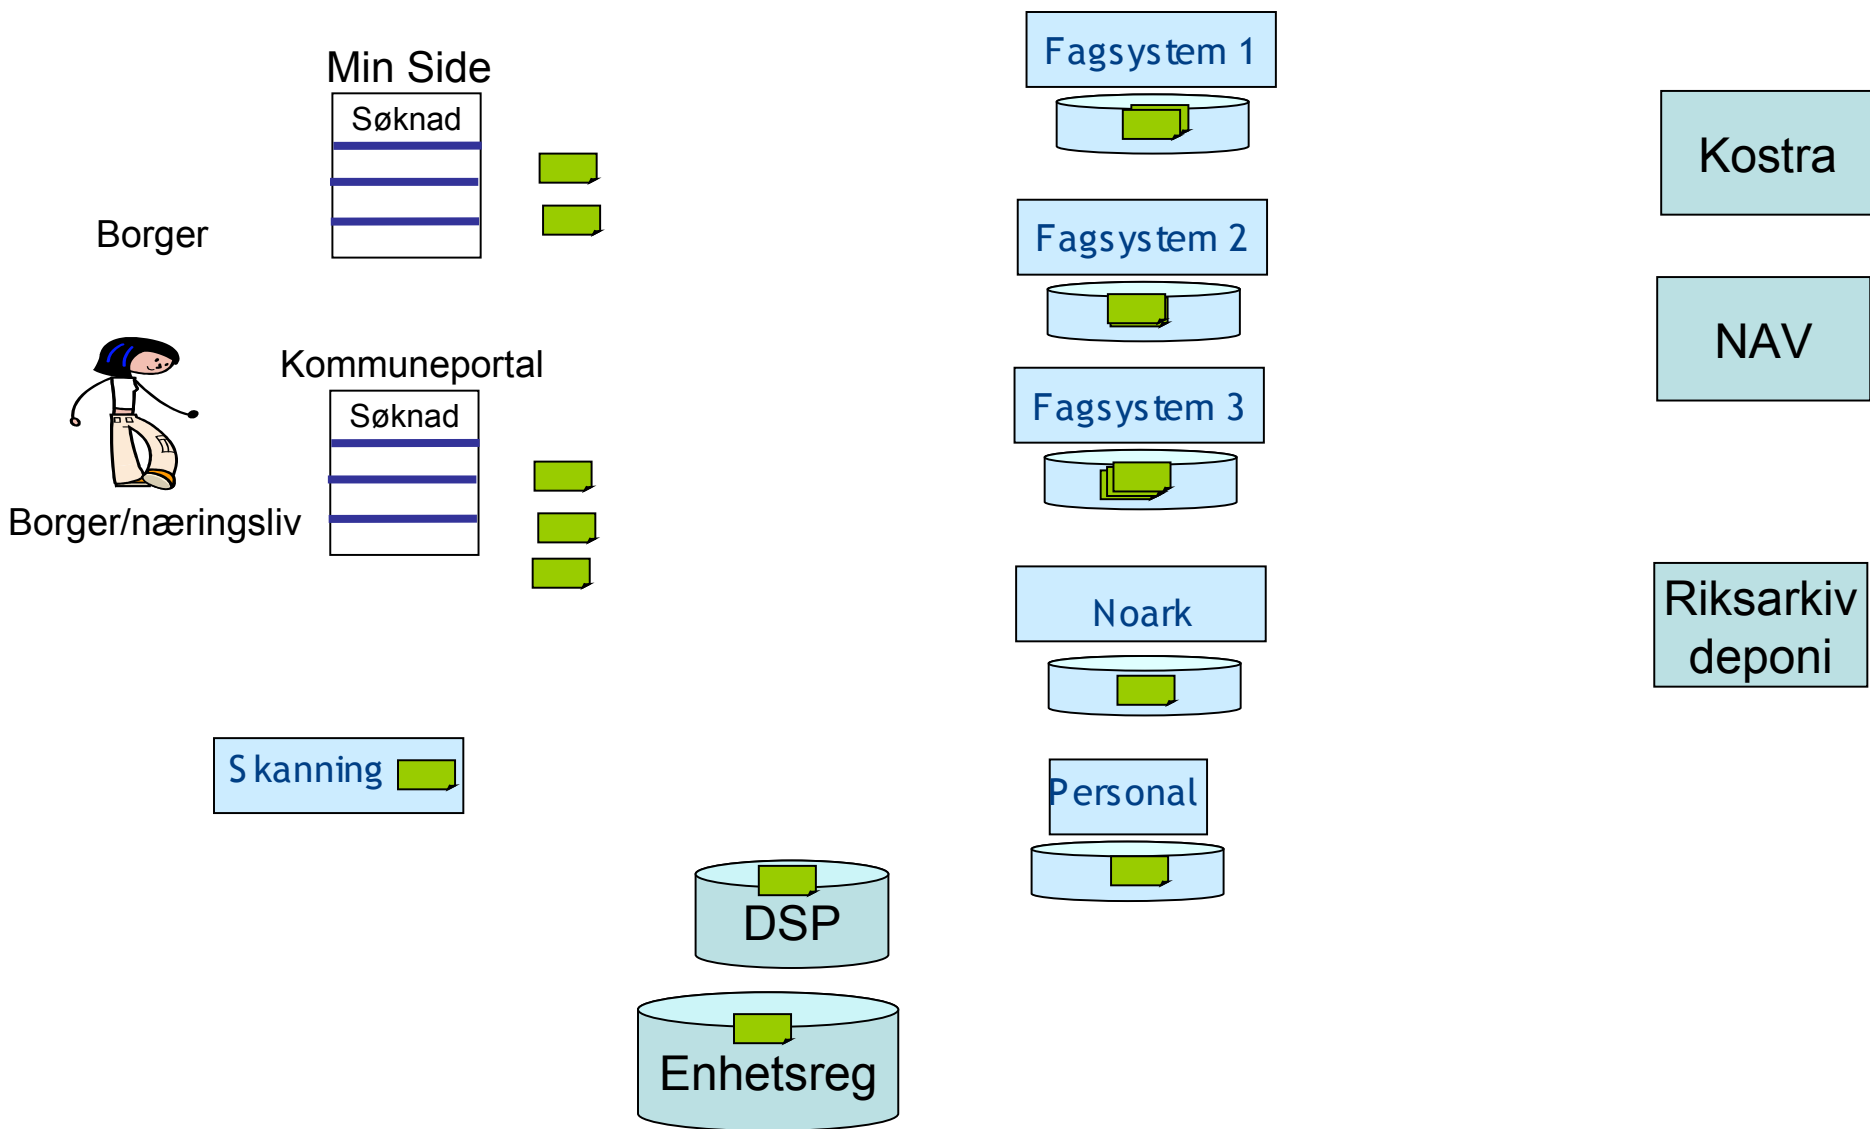 Min Side
Søknad
Borger
Kommuneportal
Søknad
Borger/næringsliv
Skanning
DSP
Enhetsreg
Fagsystem 1
Fagsystem 2
Fagsystem 3
Noark
Personal
Kostra
NAV
Riksarkiv
deponi